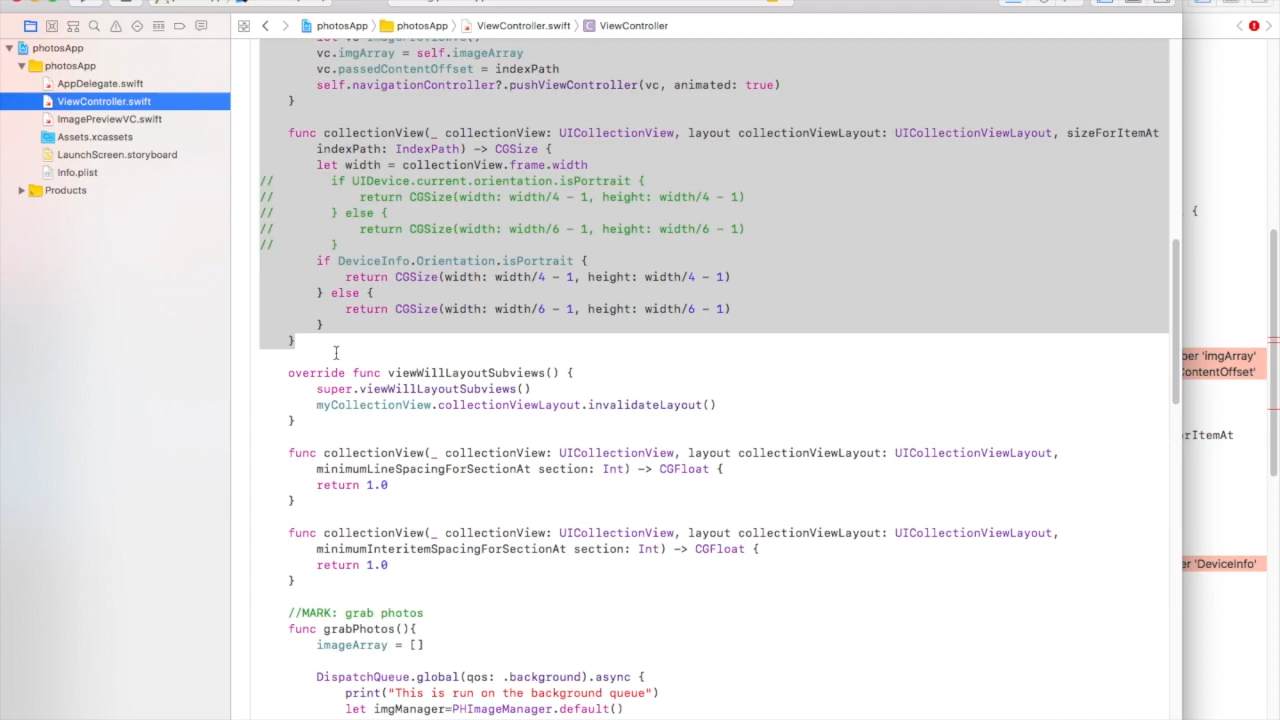 photosApp
photosApp
ViewController.swift
ViewController
photosApp
photosApp
AppDelegate.swift
ViewController.swift
ImagePreviewVC.swift
Assets.xcassets
LaunchScreen.storyboard
Info.plist
Products
vc.imgArray = self.imageArray
vc.passedContentOffset = indexPath
self.navigationController?.pushViewController(vc, animated: true)
}
func collectionView(_ collectionView: UICollectionView, layout collectionViewLayout: UICollectionViewLayout, sizeForItemAt
indexPath: IndexPath) -> CGSize {
let width = collectionView.frame.width
// if UIDevice.current.orientation.isPortrait {
// return CGSize(width: width/4 - 1, height: width/4 - 1)
// } else {
// return CGSize(width: width/6 - 1, height: width/6 - 1)
// }
if DeviceInfo.Orientation.isPortrait {
return CGSize(width: width/4 - 1, height: width/4 - 1)
} else {
return CGSize(width: width/6 - 1, height: width/6 - 1)
}
}
override func viewWillLayoutSubviews() {
super.viewWillLayoutSubviews()
myCollectionView.collectionViewLayout.invalidateLayout()
}
func collectionView(_ collectionView: UICollectionView, layout collectionViewLayout: UICollectionViewLayout,
minimumLineSpacingForSectionAt section: Int) -> CGFloat {
return 1.0
}
func collectionView(_ collectionView: UICollectionView, layout collectionViewLayout: UICollectionViewLayout,
minimumInteritemSpacingForSectionAt section: Int) -> CGFloat {
return 1.0
}
//MARK: grab photos
func grabPhotos(){
imageArray = []
DispatchQueue.global(qos: .background).async {
print("This is run on the background queue")
let imgManager=PHImageManager.default()
{
ber 'imgArray'
ContentOffset'
orItemAt
er 'DeviceInfo'